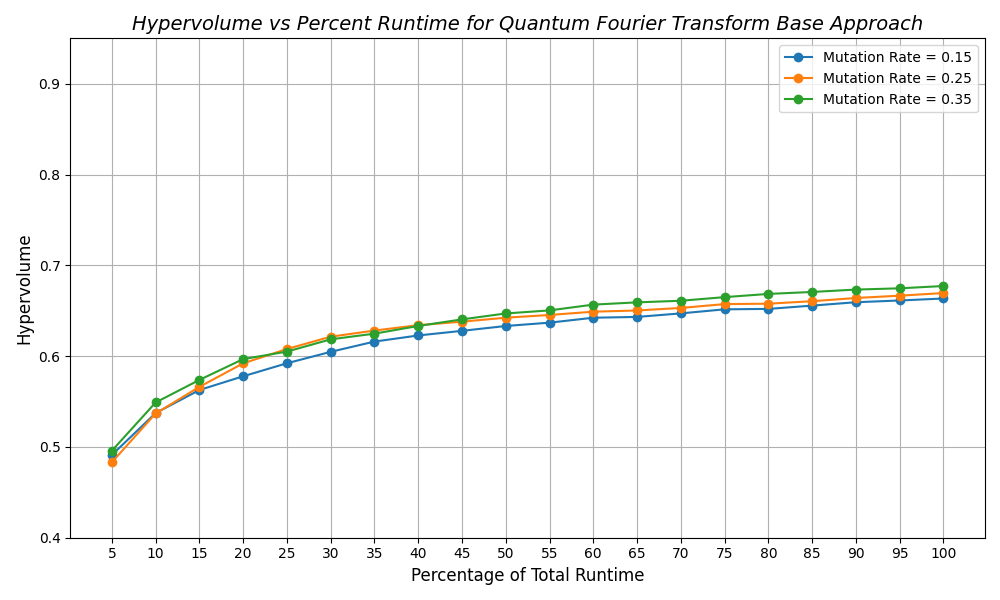 Hypervolume vs Percent Runtime for Quantum Fourier Transform Base Approach
Mutation Rate = 0.15
Mutation Rate = 0.25
Mutation Rate = 0.35
Hypervolume
0.9
0.8
0.7
0.6
0.5
0.4
5 10 15 20 25 30 35 40 45 50 55 60 65 70 75 80 85 90 95 100
Percentage of Total Runtime